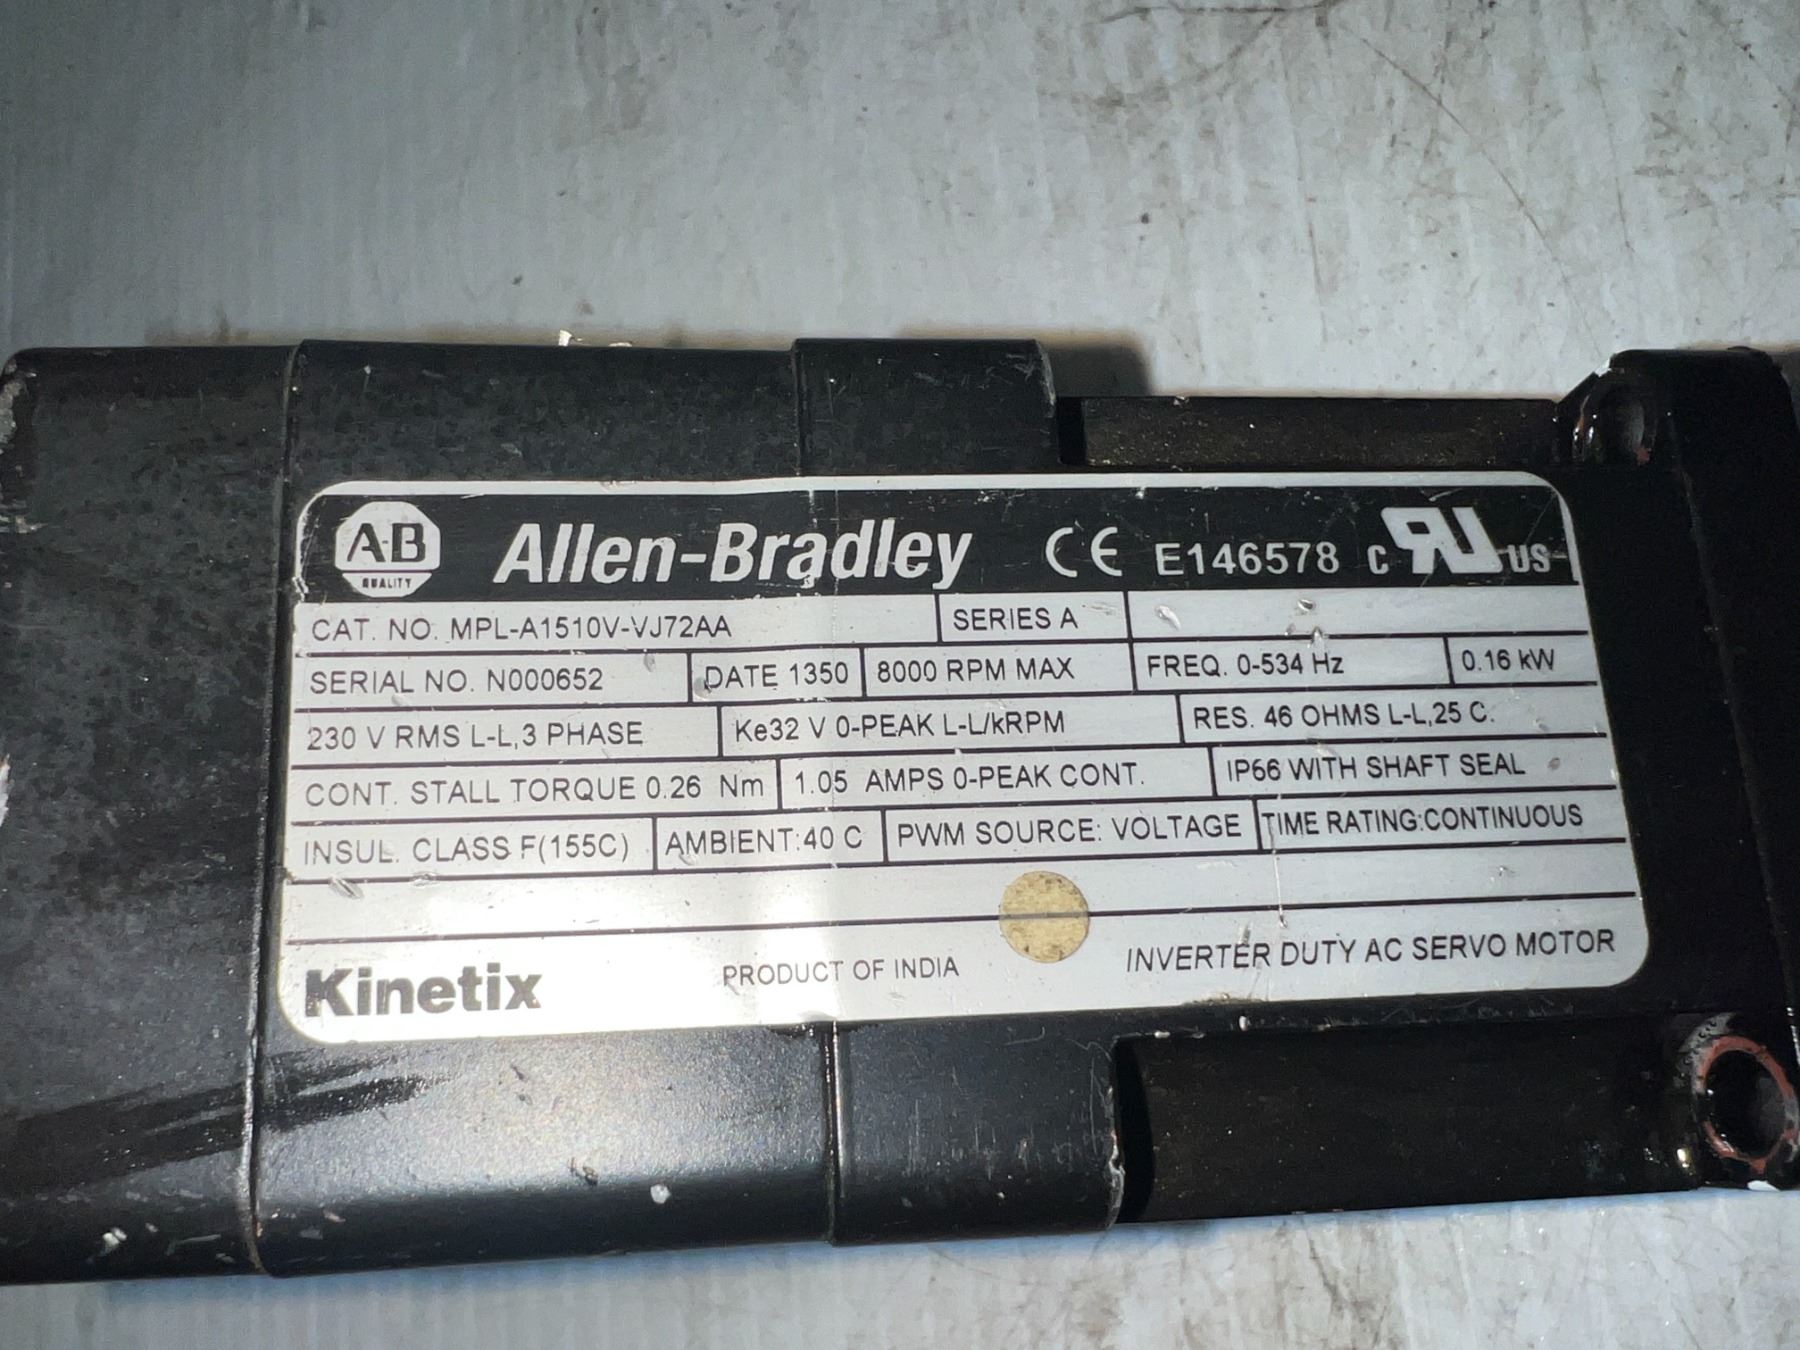 A-B QUALITY Allen-Bradley CE E146578 C RU US
CAT. NO. MPL-A1510V-VJ72AA SERIES A
SERIAL NO. N000652 DATE 1350 8000 RPM MAX FREQ. 0-534 Hz 0.16 kW
230 V RMS L-L,3 PHASE Ke32 V 0-PEAK L-L/kRPM RES. 46 OHMS L-L,25 C.
CONT. STALL TORQUE 0.26 Nm 1.05 AMPS 0-PEAK CONT. IP66 WITH SHAFT SEAL
INSUL. CLASS F(155C) AMBIENT:40 C PWM SOURCE: VOLTAGE TIME RATING:CONTINUOUS
Kinetix PRODUCT OF INDIA INVERTER DUTY AC SERVO MOTOR